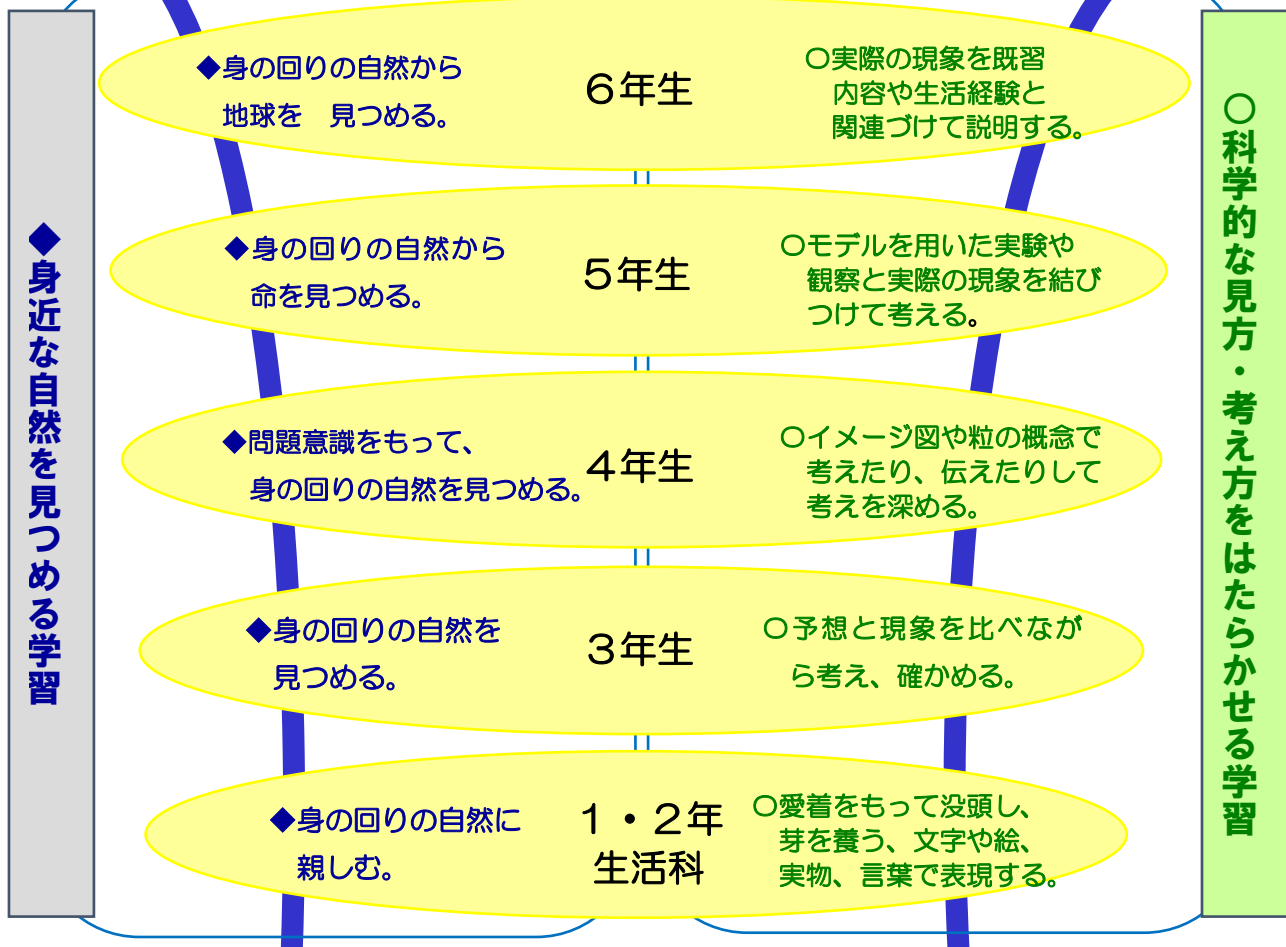 ◆身近な自然を見つめる学習
◆身の回りの自然から
地球を　見つめる。
６年生
〇実際の現象を既習
内容や生活経験と
関連づけて説明する。
◆身の回りの自然から
命を見つめる。
５年生
〇モデルを用いた実験や
観察と実際の現象を結び
つけて考える。
◆問題意識をもって、
身の回りの自然を見つめる。
４年生
〇イメージ図や粒の概念で
考えたり、伝えたりして
考えを深める。
◆身の回りの自然を
見つめる。
３年生
〇予想と現象を比べなが
ら考え、確かめる。
◆身の回りの自然に
親しむ。
１・２年
生活科
〇愛着をもって没頭し、
芽を養う、文字や絵、
実物、言葉で表現する。
〇科学的な見方・考え方をはたらかせる学習